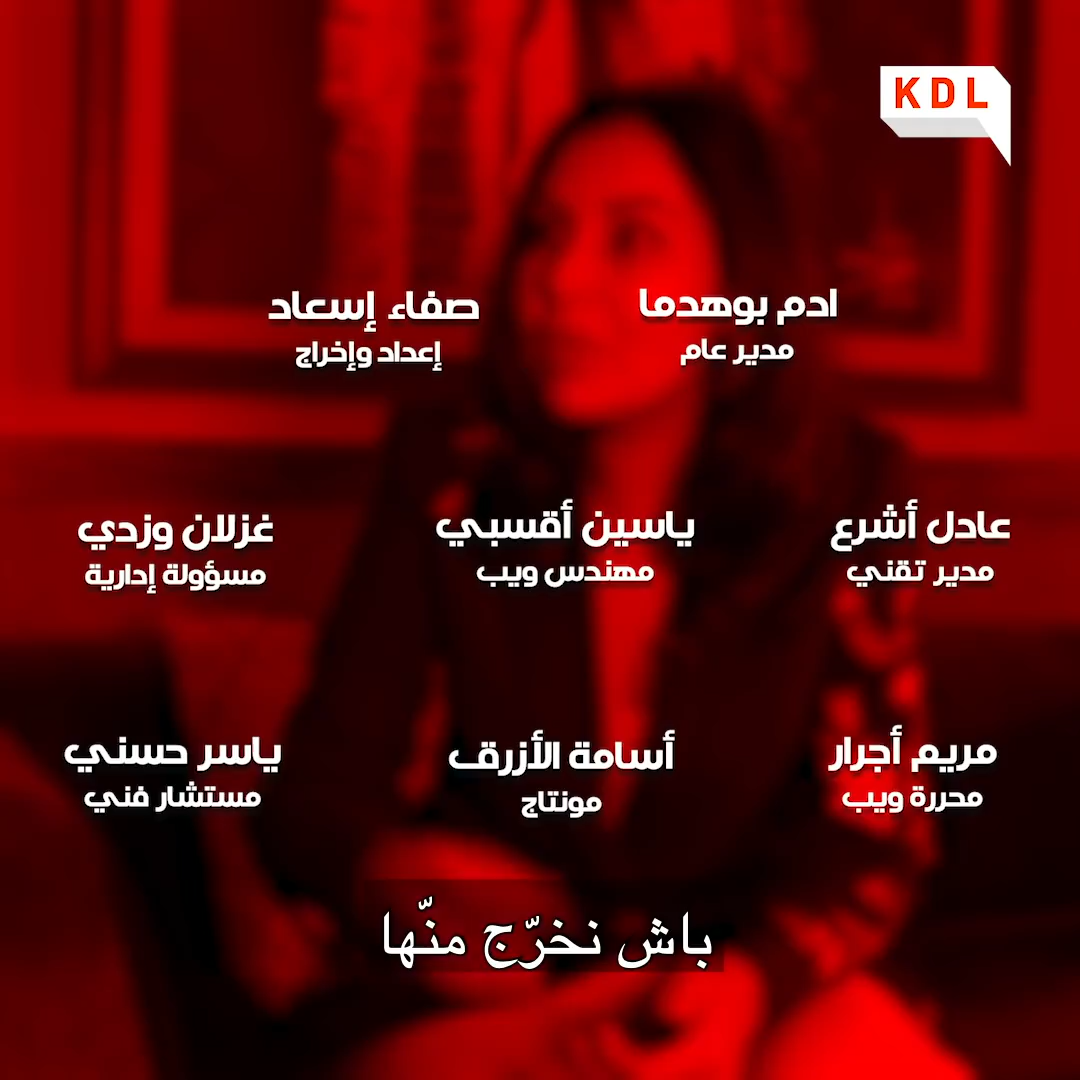 KDL
ادم بوهدما
مدير عام
صفاء إسعاد
إعداد وإخراج
عادل أشرع
مدير تقني
ياسين أقسبي
مهندس ويب
غزلان وزدي
مسؤولة إدارية
مريم أجرار
محررة ويب
أسامة الأزرق
مونتاج
ياسر حسني
مستشار فني
باش نخرّج منّها